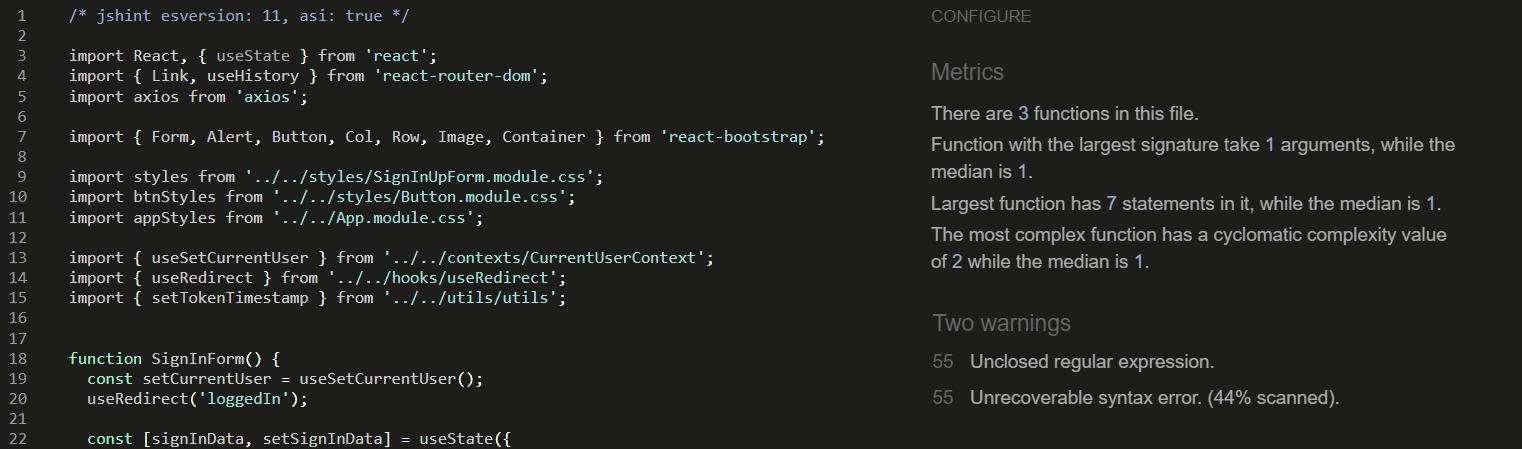 1 /* jshint esversion: 11, asi: true */
2
3 import React, { useState } from 'react';
4 import { Link, useHistory } from 'react-router-dom';
5 import axios from 'axios';
6
7 import { Form, Alert, Button, Col, Row, Image, Container } from 'react-bootstrap';
8
9 import styles from '../../styles/SignInUpForm.module.css';
10 import btnStyles from '../../styles/Button.module.css';
11 import appStyles from '../../App.module.css';
12
13 import { useSetCurrentUser } from '../../contexts/CurrentUserContext';
14 import { useRedirect } from '../../hooks/useRedirect';
15 import { setTokenTimestamp } from '../../utils/utils';
16
17
18 function SignInForm() {
19 const setCurrentUser = useSetCurrentUser();
20 useRedirect('loggedIn');
21
22 const [signInData, setSignInData] = useState({
CONFIGURE
Metrics
There are 3 functions in this file.
Function with the largest signature take 1 arguments, while the
median is 1.
Largest function has 7 statements in it, while the median is 1.
The most complex function has a cyclomatic complexity value
of 2 while the median is 1.
Two warnings
55 Unclosed regular expression.
55 Unrecoverable syntax error. (44% scanned).